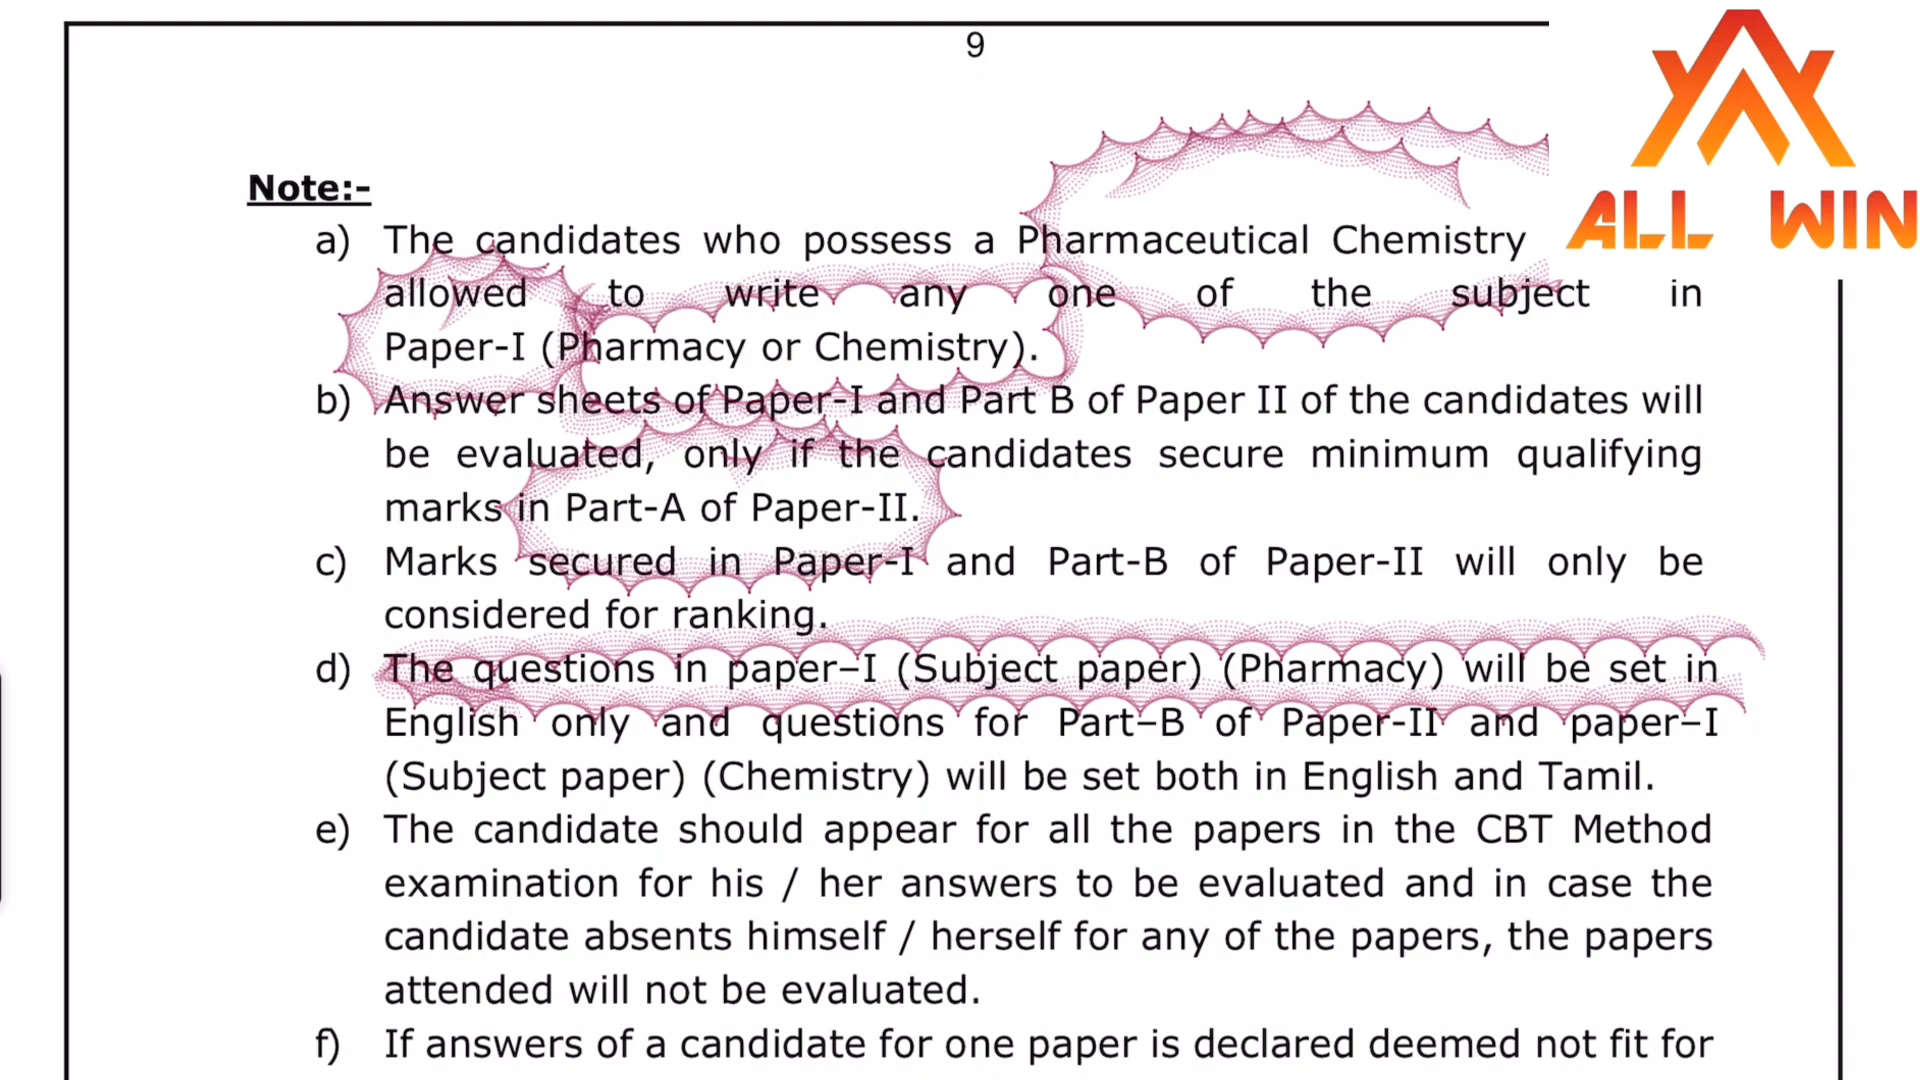 9
ALL WIN
Note:-
a) The candidates who possess a Pharmaceutical Chemistry
allowed to write any one of the subject in
Paper-I (Pharmacy or Chemistry).
b) Answer sheets of Paper-I and Part B of Paper II of the candidates will
be evaluated, only if the candidates secure minimum qualifying
marks in Part-A of Paper-II.
c) Marks secured in Paper-I and Part-B of Paper-II will only be
considered for ranking.
d) The questions in paper–I (Subject paper) (Pharmacy) will be set in
English only and questions for Part–B of Paper-II and paper–I
(Subject paper) (Chemistry) will be set both in English and Tamil.
e) The candidate should appear for all the papers in the CBT Method
examination for his / her answers to be evaluated and in case the
candidate absents himself / herself for any of the papers, the papers
attended will not be evaluated.
f) If answers of a candidate for one paper is declared deemed not fit for